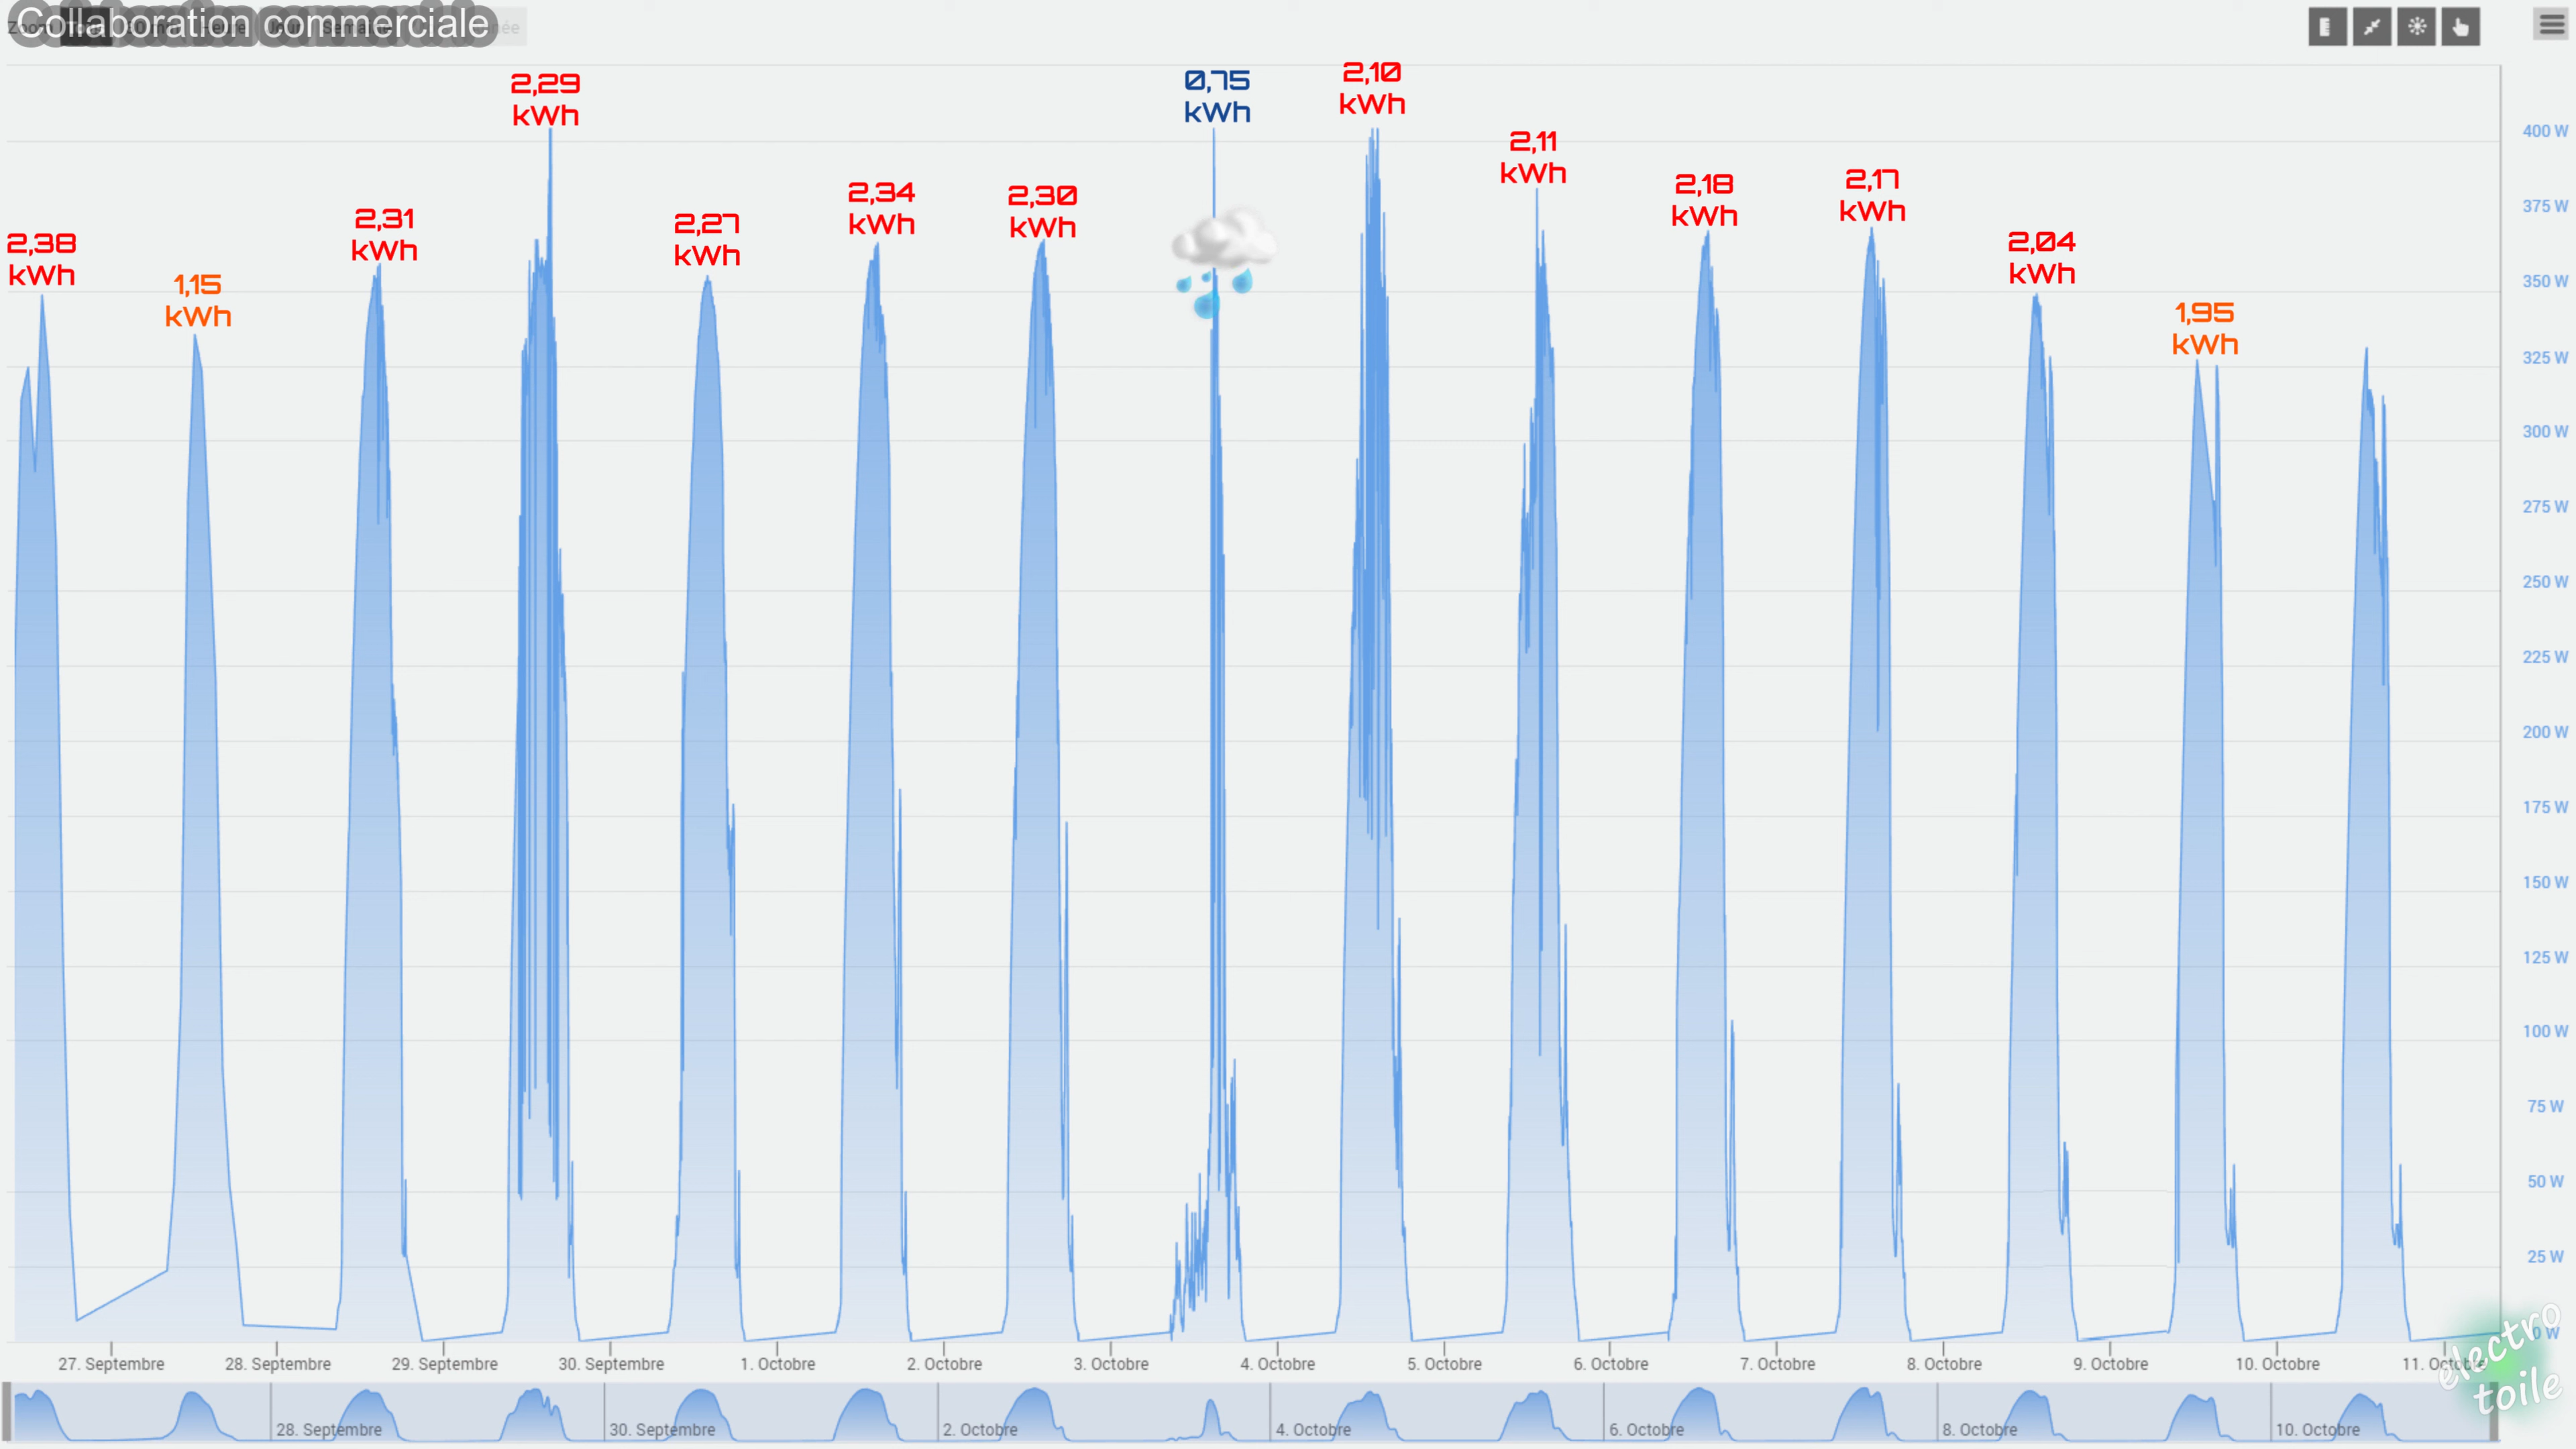 Collaboration commerciale
2,29
kWh
0,75
kWh
2,10
kWh
2,11
kWh
2,38
kWh
1,15
kWh
2,31
kWh
2,27
kWh
2,34
kWh
2,30
kWh
2,18
kWh
2,17
kWh
2,04
kWh
1,95
kWh
400 W
375 W
350 W
325 W
300 W
275 W
250 W
225 W
200 W
175 W
150 W
125 W
100 W
75 W
50 W
25 W
0 W
27. Septembre 28. Septembre 29. Septembre 30. Septembre 1. Octobre 2. Octobre 3. Octobre 4. Octobre 5. Octobre 6. Octobre 7. Octobre 8. Octobre 9. Octobre 10. Octobre 11. Octobre
28. Septembre 30. Septembre 2. Octobre 4. Octobre 6. Octobre 8. Octobre 10. Octobre
electro
toile